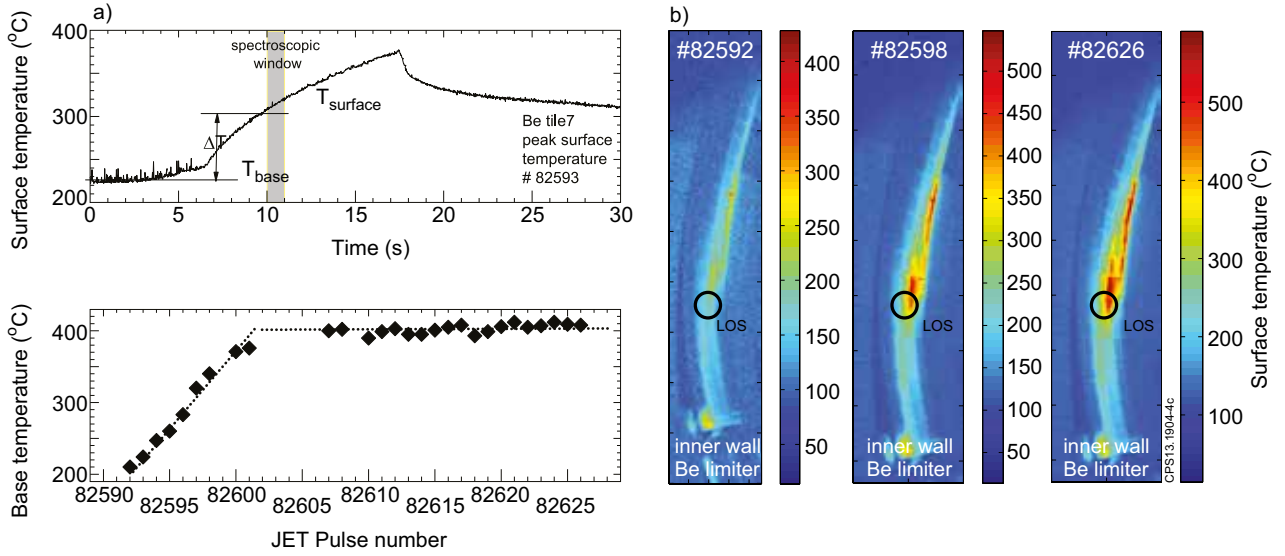 a)
Surface temperature (°C)
400
300
200
spectroscopic
window
T_surface
ΔT
T_base
Be tile7
peak surface
temperature
# 82593
0 5 10 15 20 25 30
Time (s)
Base temperature (°C)
400
300
200
82590 82600 82610 82620
82595 82605 82615 82625
JET Pulse number
b)
#82592
LOS
inner wall
Be limiter
400
350
300
250
200
150
100
50
#82598
LOS
inner wall
Be limiter
500
450
400
350
300
250
200
150
100
50
#82626
LOS
inner wall
Be limiter
CPS13.1904-4c
500
400
300
200
100
Surface temperature (°C)